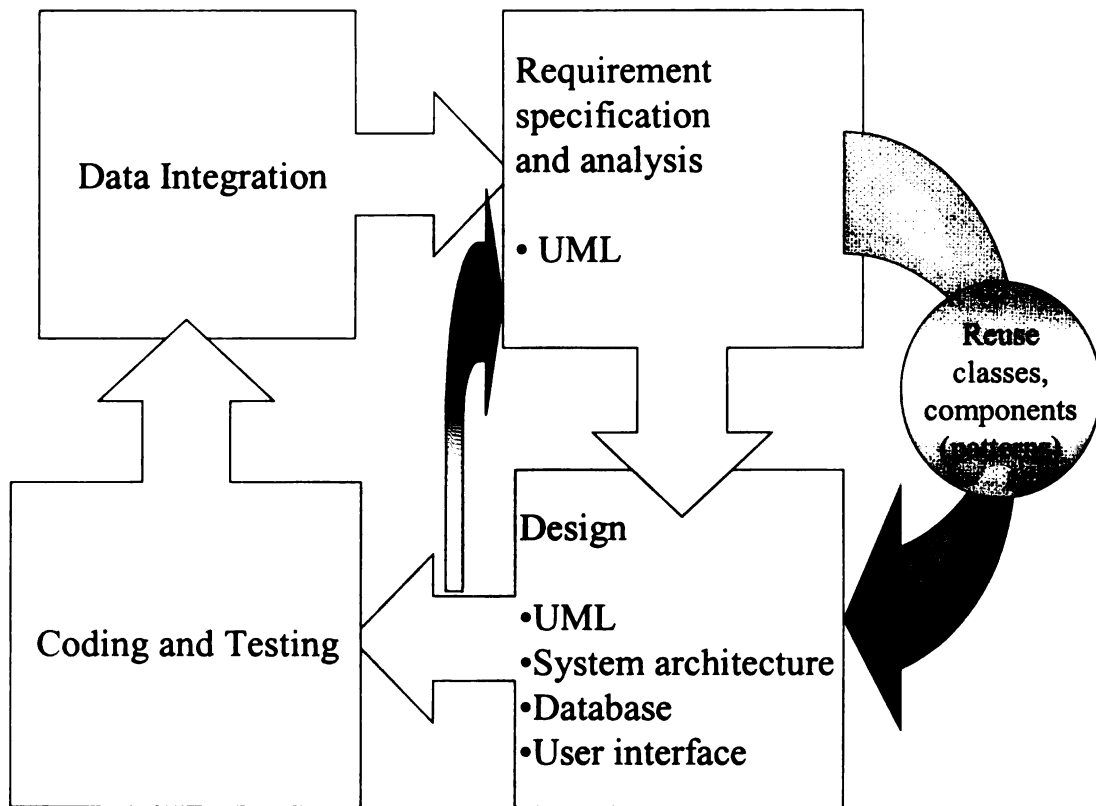 Data Integration
Requirement
specification
and analysis
• UML
Reuse
classes,
components
(patterns)
Design
•UML
•System architecture
•Database
•User interface
Coding and Testing